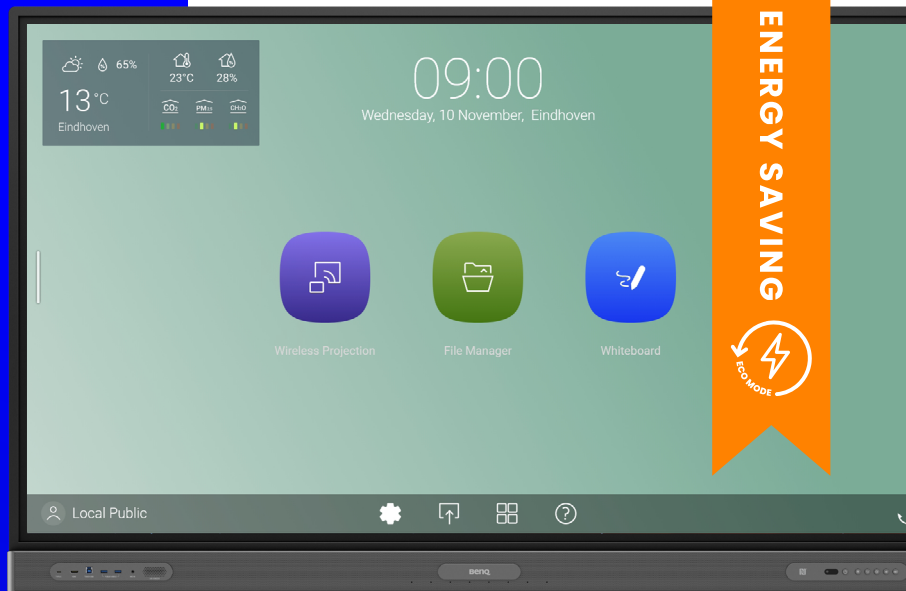 65%
23°C
28%
13°C
CO2
PM2.5
CH2O
Eindhoven
09:00
Wednesday, 10 November, Eindhoven
Wireless Projection
File Manager
Whiteboard
ENERGY SAVING
ECO MODE
Local Public
?
BenQ